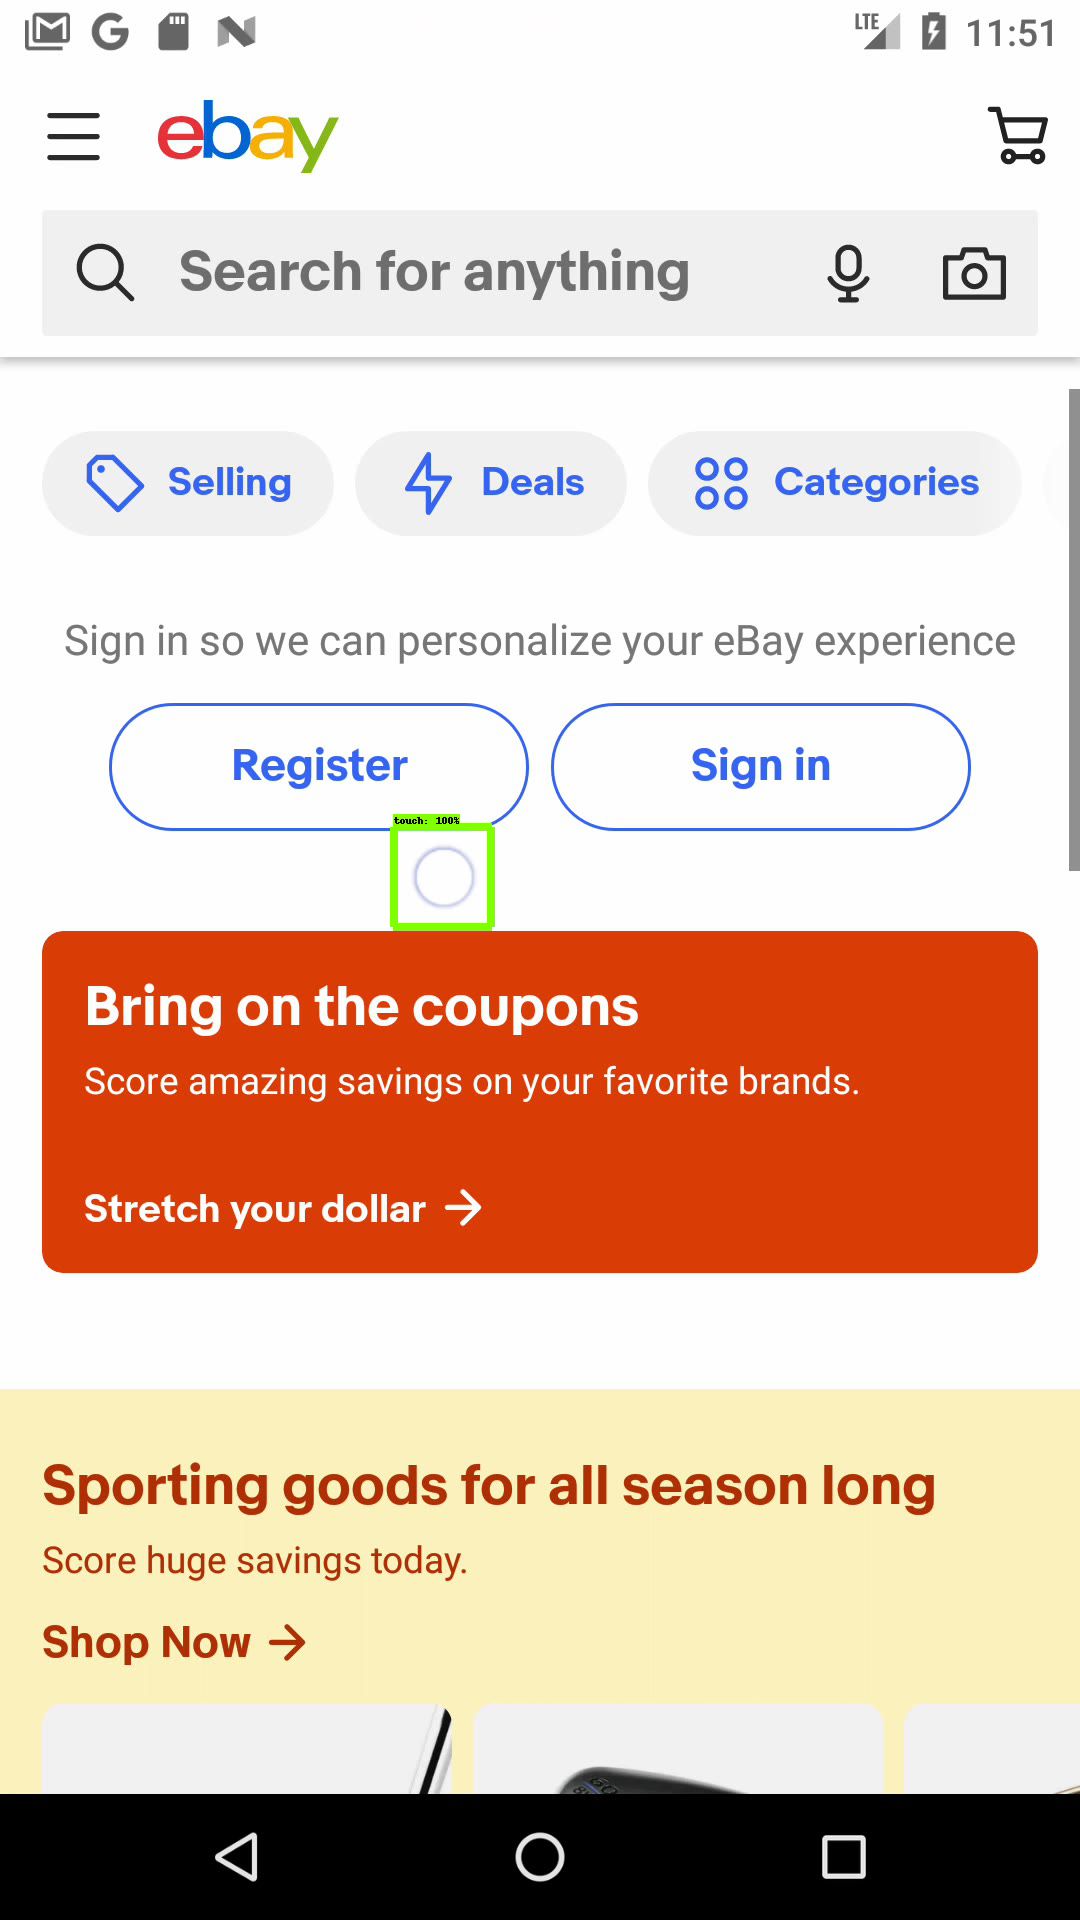 LTE 11:51
ebay
Search for anything
Selling Deals Categories
Sign in so we can personalize your eBay experience
Register Sign in
touch: 100%
Bring on the coupons
Score amazing savings on your favorite brands.
Stretch your dollar
Sporting goods for all season long
Score huge savings today.
Shop Now